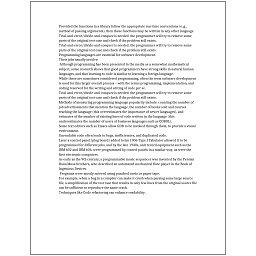 Provided the functions in a library follow the appropriate run-time conventions (e.g.,
method of passing arguments), then these functions may be written in any other language.
Trial-and-error/divide-and-conquer is needed: the programmer will try to remove some
parts of the original test case and check if the problem still exists.
Trial-and-error/divide-and-conquer is needed: the programmer will try to remove some
parts of the original test case and check if the problem still exists.
Programming languages are essential for software development.
Their jobs usually involve:
Although programming has been presented in the media as a somewhat mathematical
subject, some research shows that good programmers have strong skills in natural human
languages, and that learning to code is similar to learning a foreign language.
While these are sometimes considered programming, often the term software development
is used for this larger overall process – with the terms programming, implementation, and
coding reserved for the writing and editing of code per se.
Trial-and-error/divide-and-conquer is needed: the programmer will try to remove some
parts of the original test case and check if the problem still exists.
Methods of measuring programming language popularity include: counting the number of
job advertisements that mention the language, the number of books sold and courses
teaching the language (this overestimates the importance of newer languages), and
estimates of the number of existing lines of code written in the language (this
underestimates the number of users of business languages such as COBOL).
Some text editors such as Emacs allow GDB to be invoked through them, to provide a visual
environment.
Unreadable code often leads to bugs, inefficiencies, and duplicated code.
Later a control panel (plug board) added to his 1906 Type I Tabulator allowed it to be
programmed for different jobs, and by the late 1940s, unit record equipment such as the
IBM 602 and IBM 604, were programmed by control panels in a similar way, as were the
first electronic computers.
As early as the 9th century, a programmable music sequencer was invented by the Persian
Banu Musa brothers, who described an automated mechanical flute player in the Book of
Ingenious Devices.
Programs were mostly entered using punched cards or paper tape.
For example, when a bug in a compiler can make it crash when parsing some large source
file, a simplification of the test case that results in only few lines from the original source file
can be sufficient to reproduce the same crash.
Techniques like Code refactoring can enhance readability.